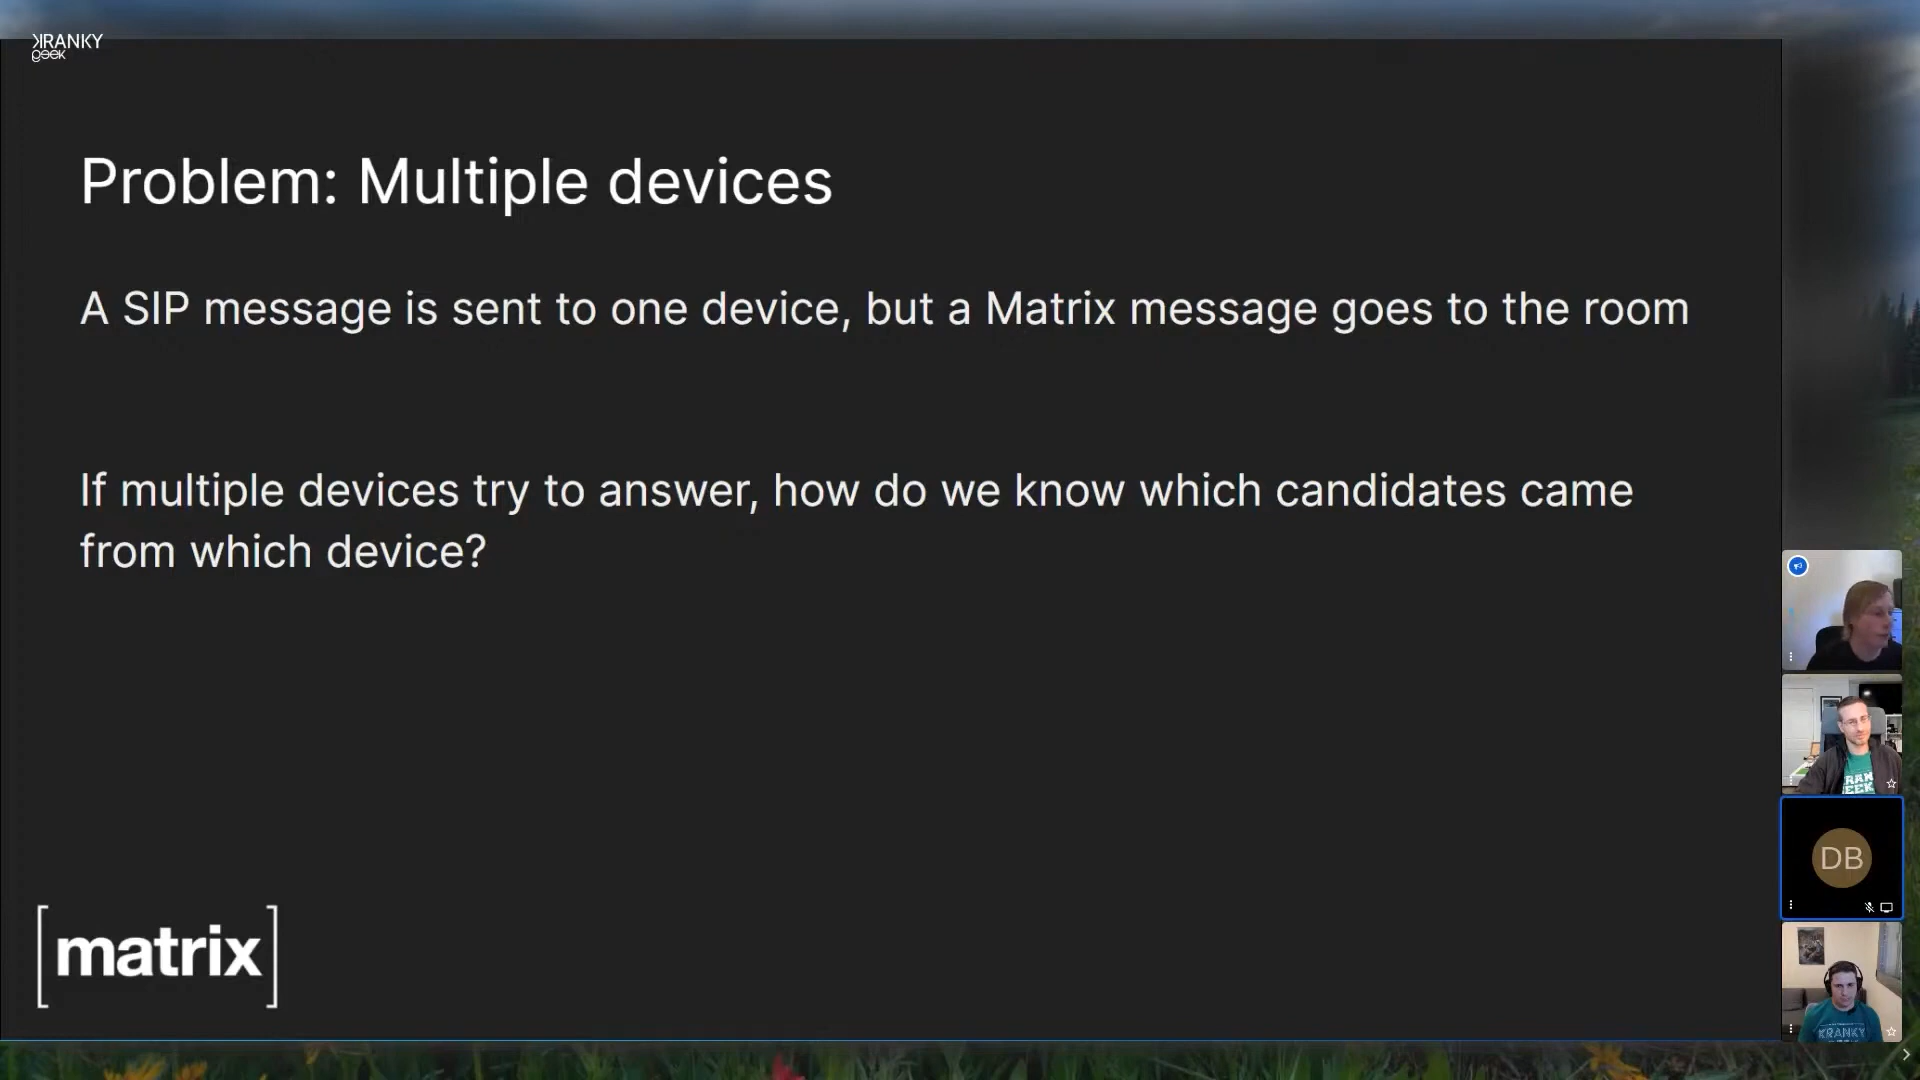 KRANKY
geek
Problem: Multiple devices
A SIP message is sent to one device, but a Matrix message goes to the room
If multiple devices try to answer, how do we know which candidates came
from which device?
[matrix]
DB
KRANKY